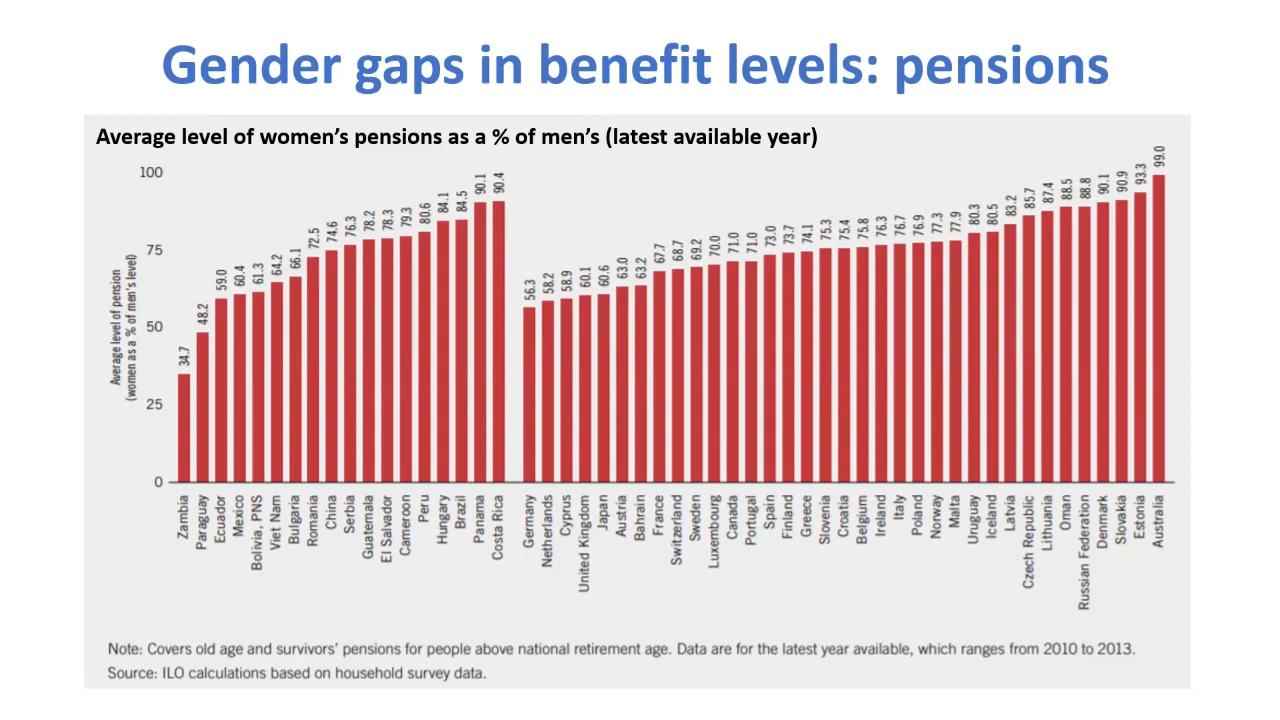 Gender gaps in benefit levels: pensions
Average level of women’s pensions as a % of men’s (latest available year)
Average level of pension
(women as a % of men's level)
100
75
50
25
0
34.7
48.2
59.0
60.4
61.3
64.2
66.1
72.5
74.6
76.3
78.2
78.3
79.3
80.6
84.1
84.5
90.1
90.4
56.3
58.2
58.9
60.1
60.6
63.0
63.2
67.7
68.7
69.2
70.0
71.0
71.0
73.0
73.7
74.1
75.3
75.4
75.8
76.3
76.7
76.9
77.3
77.9
80.3
80.5
83.2
85.7
87.4
88.5
88.8
90.1
90.9
93.3
99.0
Zambia
Paraguay
Ecuador
Mexico
Bolivia, PNS
Viet Nam
Bulgaria
Romania
China
Serbia
Guatemala
El Salvador
Cameroon
Peru
Hungary
Brazil
Panama
Costa Rica
Germany
Netherlands
Cyprus
United Kingdom
Japan
Austria
Bahrain
France
Switzerland
Sweden
Luxembourg
Canada
Portugal
Spain
Finland
Greece
Slovenia
Croatia
Belgium
Ireland
Italy
Poland
Norway
Malta
Uruguay
Iceland
Latvia
Czech Republic
Lithuania
Oman
Russian Federation
Denmark
Slovakia
Estonia
Australia
Note: Covers old age and survivors’ pensions for people above national retirement age. Data are for the latest year available, which ranges from 2010 to 2013.
Source: ILO calculations based on household survey data.